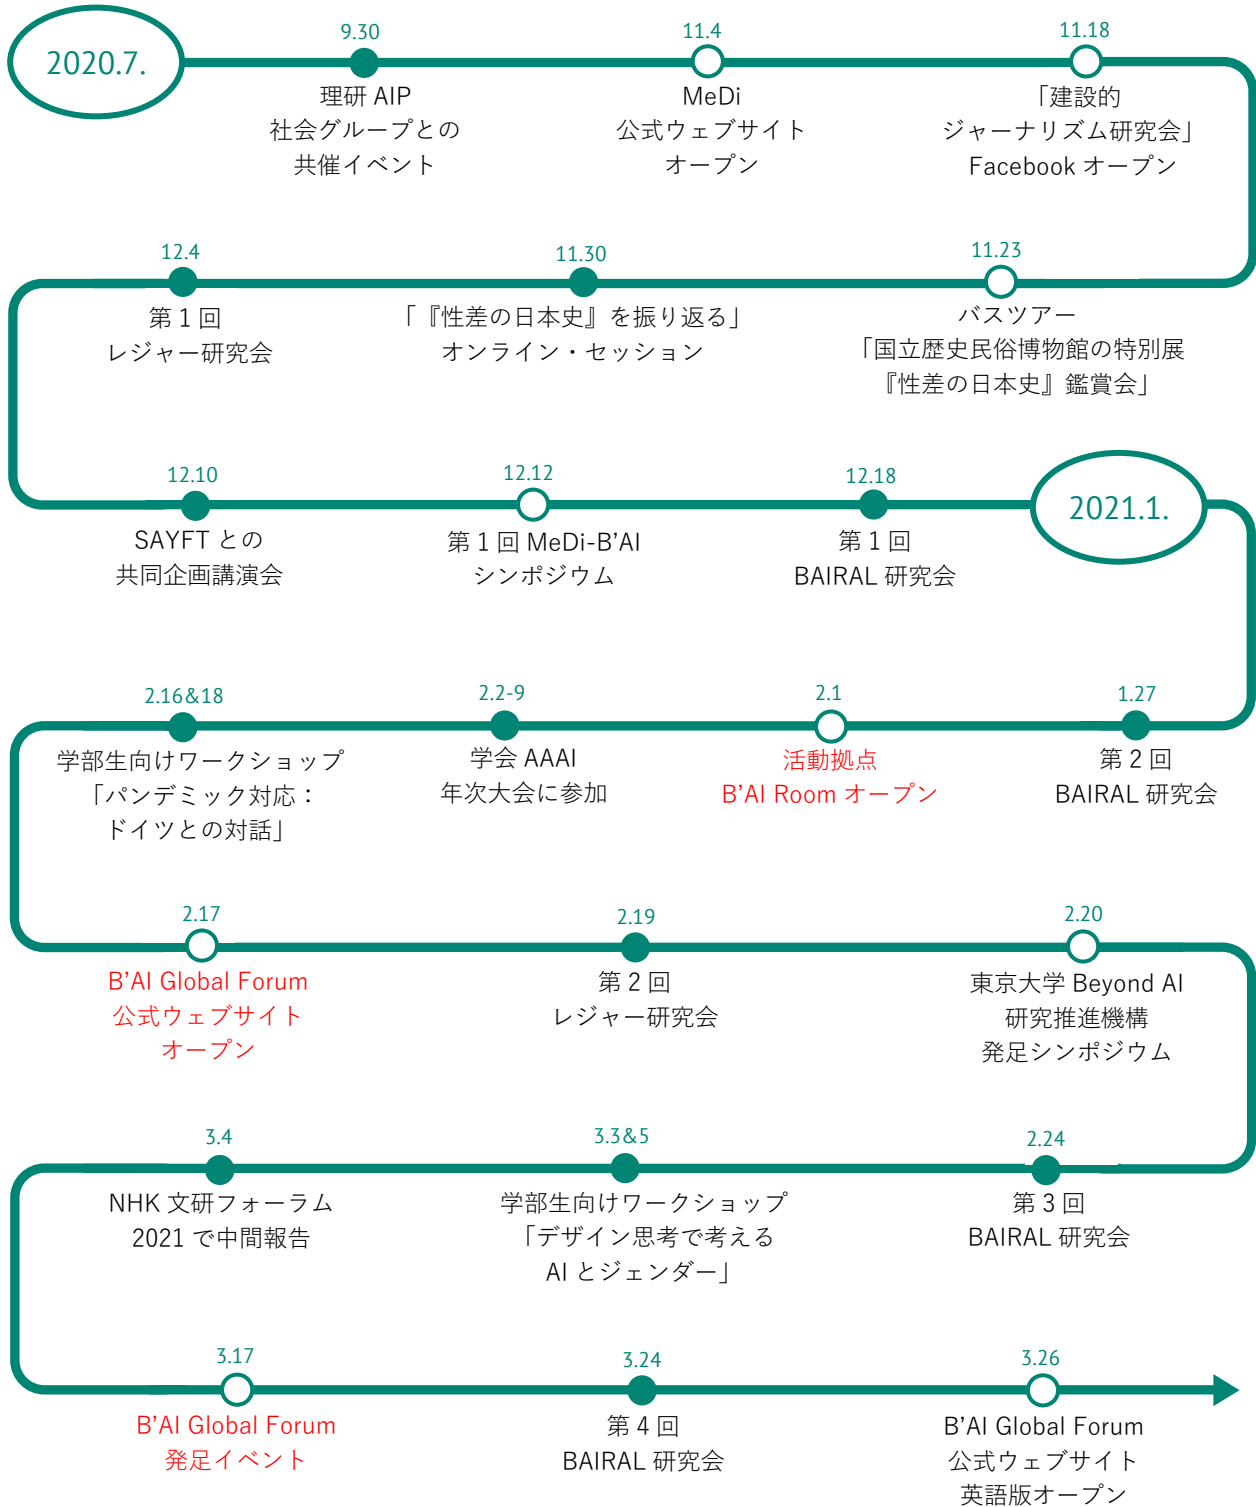 2020.7.
9.30
理研 AIP
社会グループとの
共催イベント
11.4
MeDi
公式ウェブサイト
オープン
11.18
「建設的
ジャーナリズム研究会」
Facebook オープン
11.23
バスツアー
「国立歴史民俗博物館の特別展
『性差の日本史』鑑賞会」
11.30
「『性差の日本史』を振り返る」
オンライン・セッション
12.4
第 1 回
レジャー研究会
12.10
SAYFT との
共同企画講演会
12.12
第 1 回 MeDi-B’AI
シンポジウム
12.18
第 1 回
BAIRAL 研究会
2021.1.
1.27
第 2 回
BAIRAL 研究会
2.1
活動拠点
B’AI Room オープン
2.2-9
学会 AAAI
年次大会に参加
2.16&18
学部生向けワークショップ
「パンデミック対応：
ドイツとの対話」
2.17
B’AI Global Forum
公式ウェブサイト
オープン
2.19
第 2 回
レジャー研究会
2.20
東京大学 Beyond AI
研究推進機構
発足シンポジウム
2.24
第 3 回
BAIRAL 研究会
3.3&5
学部生向けワークショップ
「デザイン思考で考える
AI とジェンダー」
3.4
NHK 文研フォーラム
2021 で中間報告
3.17
B’AI Global Forum
発足イベント
3.24
第 4 回
BAIRAL 研究会
3.26
B’AI Global Forum
公式ウェブサイト
英語版オープン